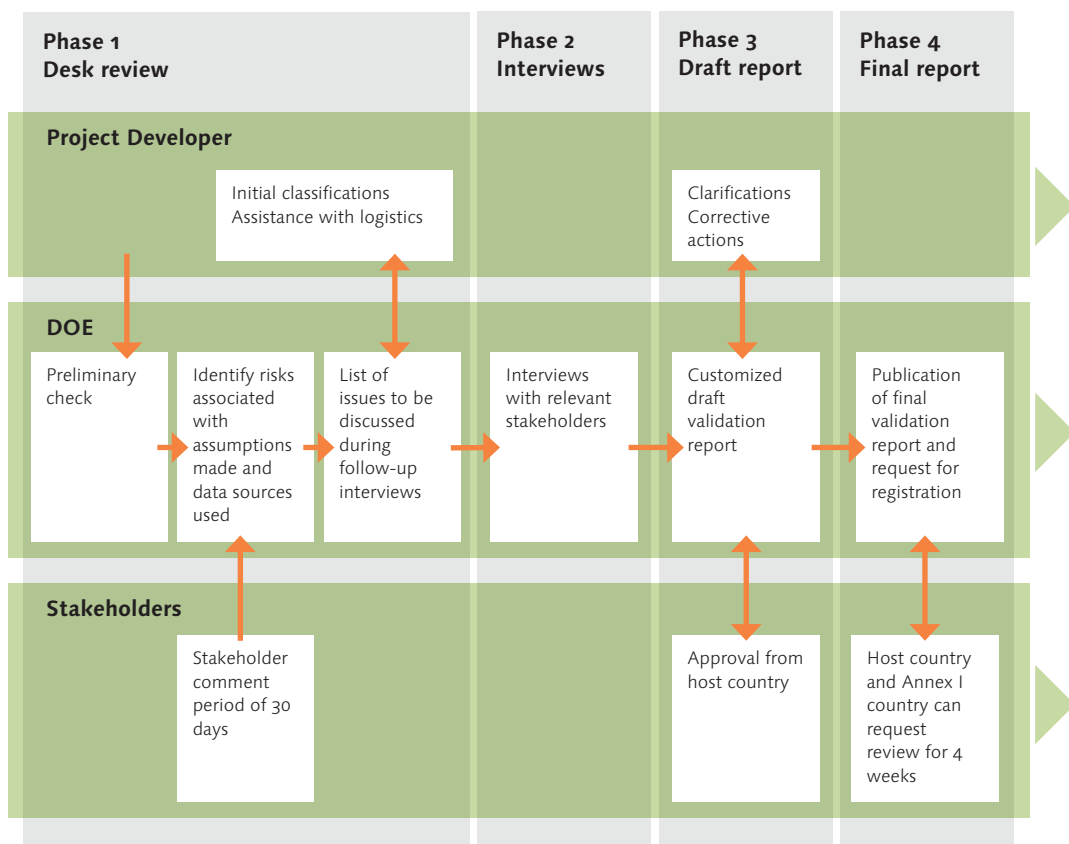 Phase 1
Desk review
Phase 2
Interviews
Phase 3
Draft report
Phase 4
Final report
Project Developer
Initial classifications
Assistance with logistics
Clarifications
Corrective
actions
DOE
Preliminary
check
Identify risks
associated
with
assumptions
made and
data sources
used
List of
issues to be
discussed
during
follow-up
interviews
Interviews
with relevant
stakeholders
Customized
draft
validation
report
Publication
of final
validation
report and
request for
registration
Stakeholders
Stakeholder
comment
period of 30
days
Approval from
host country
Host country
and Annex I
country can
request
review for 4
weeks